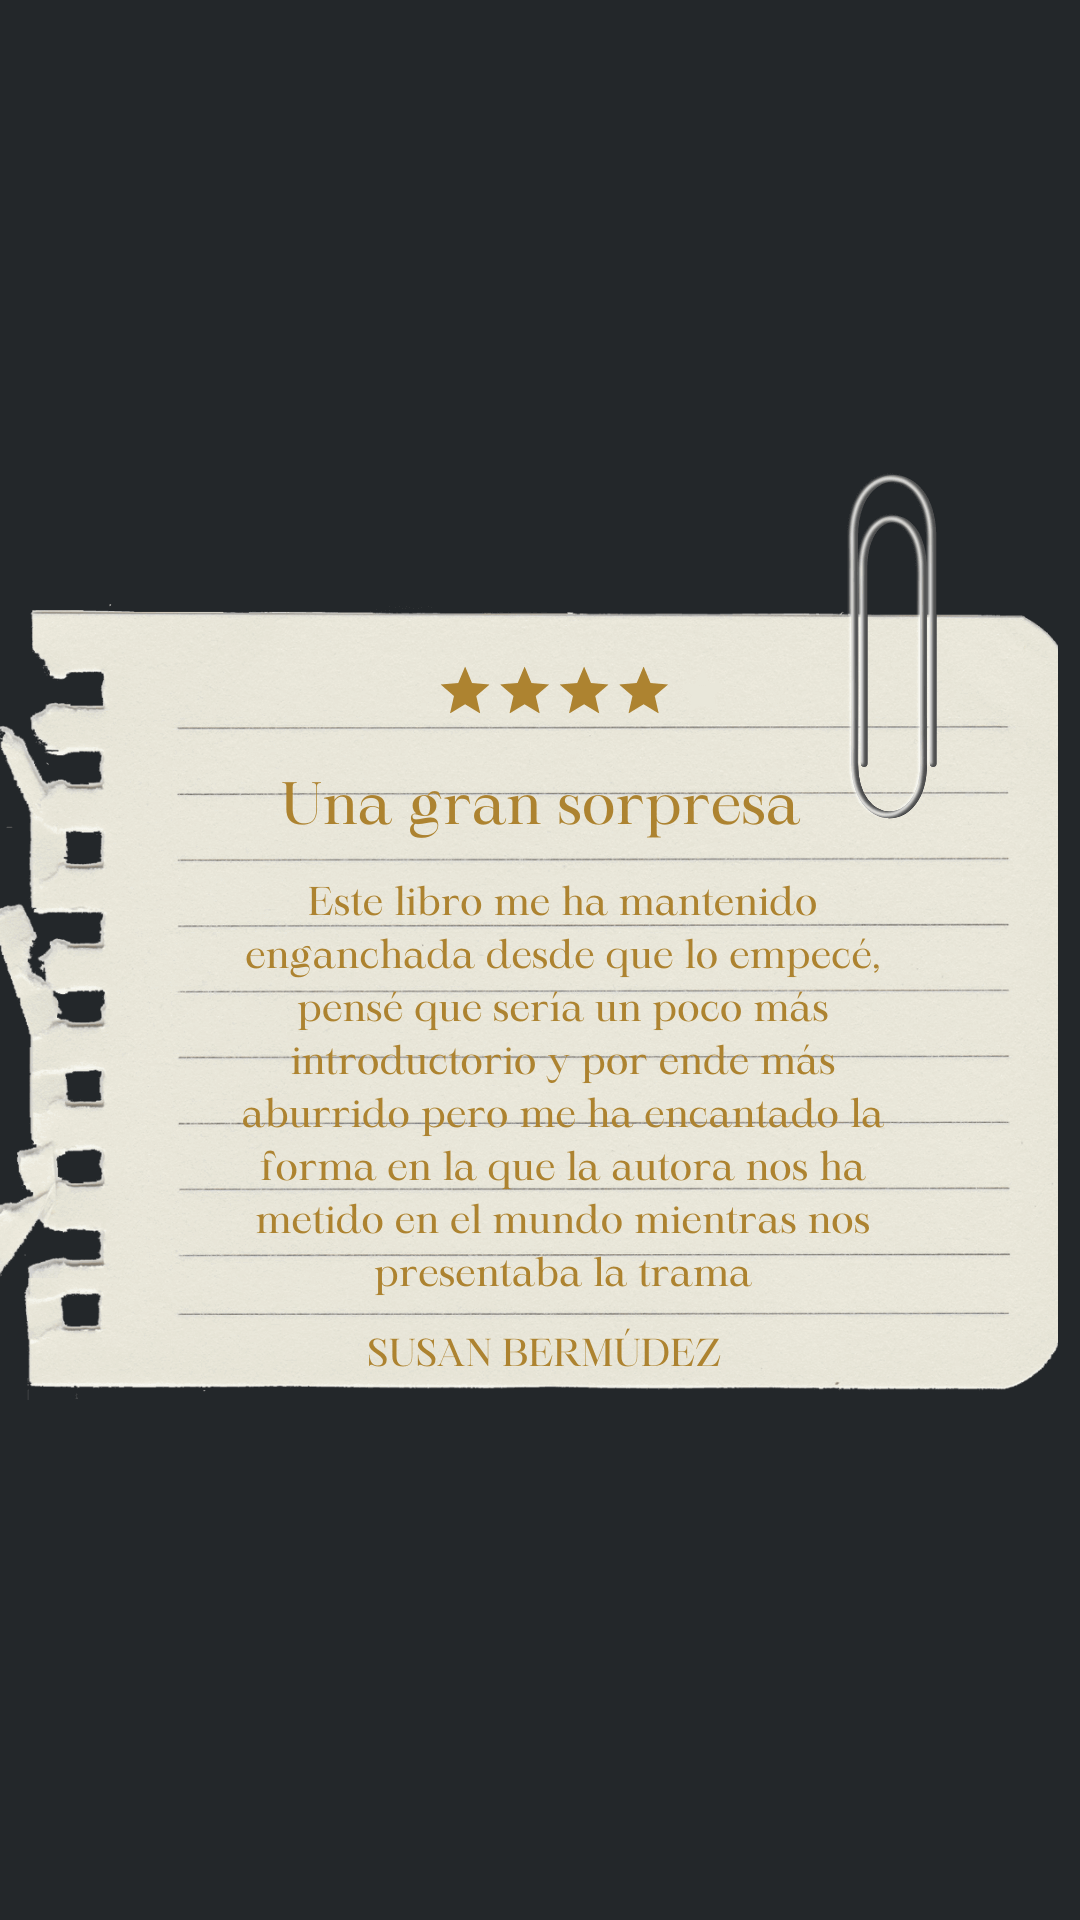 Una gran sorpresa
Este libro me ha mantenido
enganchada desde que lo empecé,
pensé que sería un poco más
introductorio y por ende más
aburrido pero me ha encantado la
forma en la que la autora nos ha
metido en el mundo mientras nos
presentaba la trama
SUSAN BERMÚDEZ